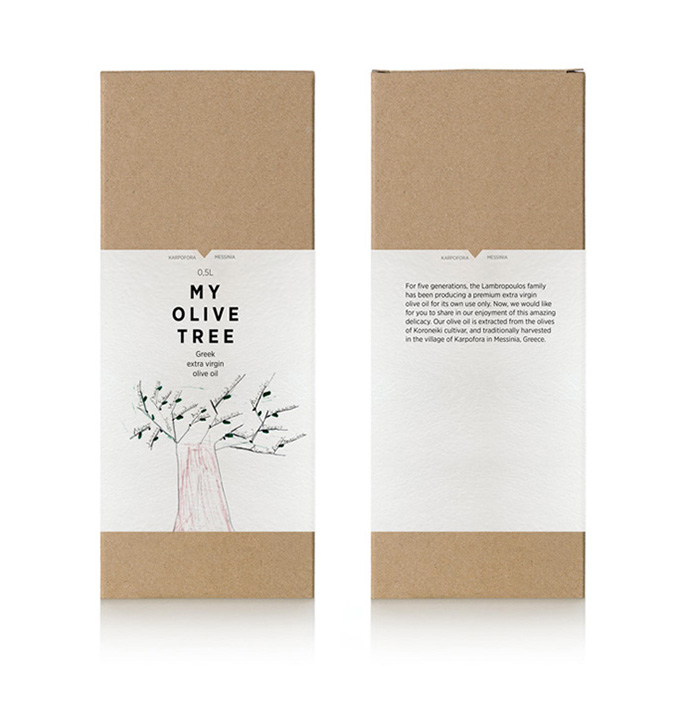 KARPOFORA MESSINIA
0,5L
MY
OLIVE
TREE
Greek
extra virgin
olive oil
KARPOFORA MESSINIA
For five generations, the Lambropoulos family
has been producing a premium extra virgin
olive oil for its own use only. Now, we would like
for you to share in our enjoyment of this amazing
delicacy. Our olive oil is extracted from the olives
of Koroneiki cultivar, and traditionally harvested
in the village of Karpofora in Messinia, Greece.